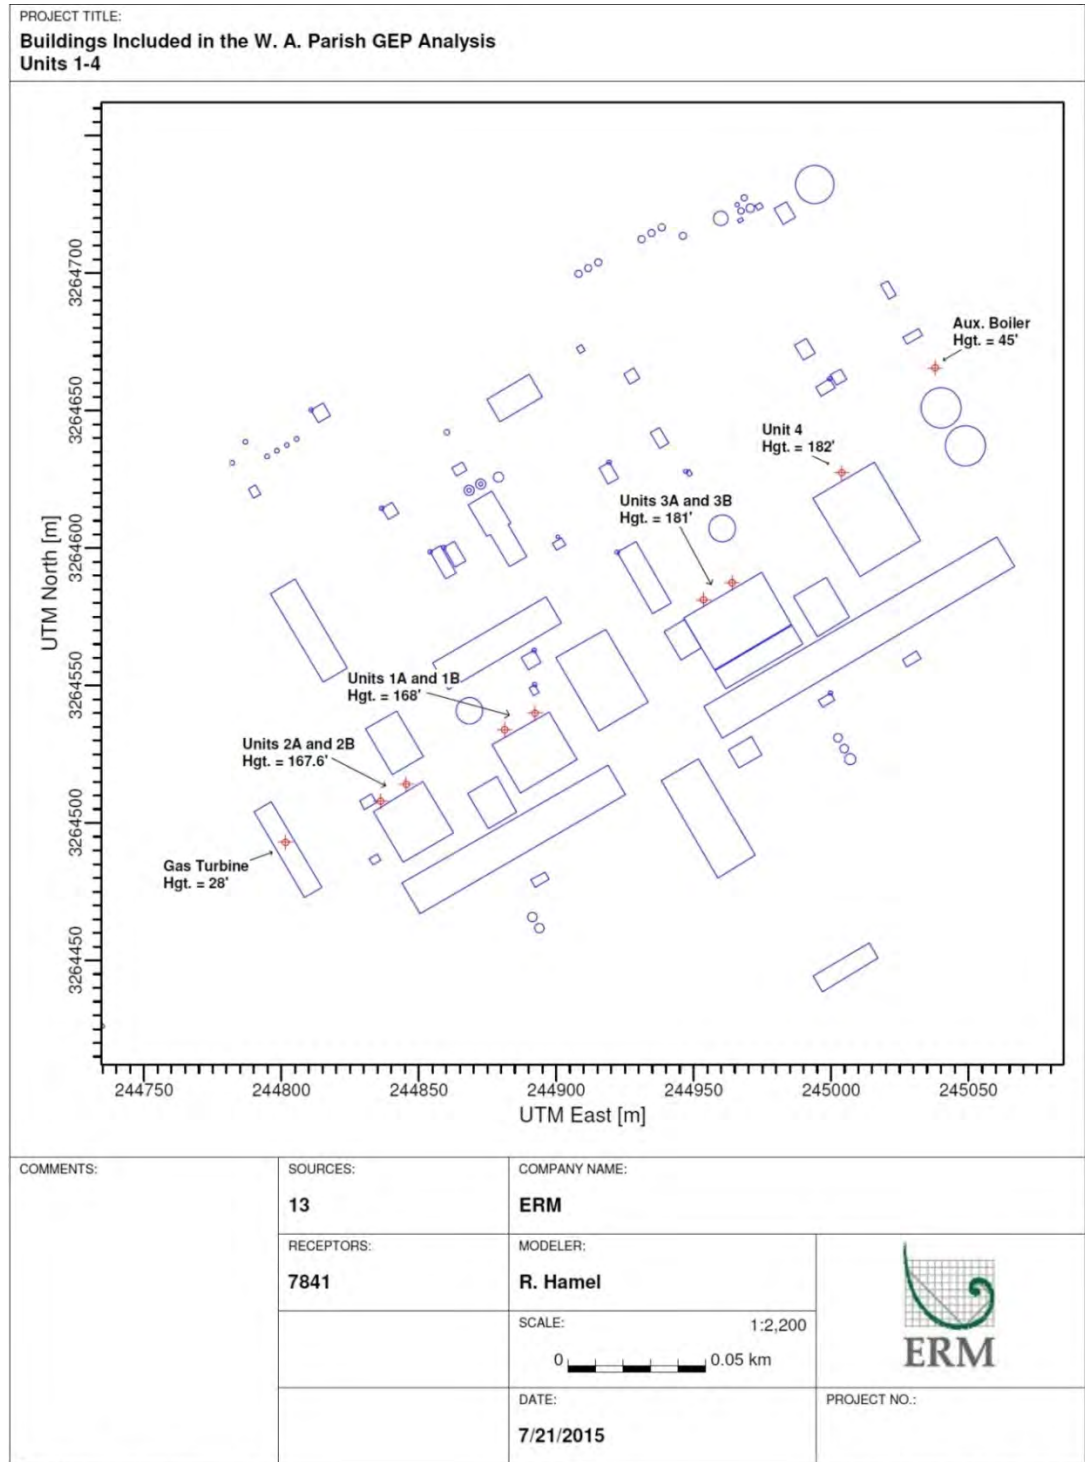 PROJECT TITLE:
Buildings Included in the W. A. Parish GEP Analysis
Units 1-4
UTM North [m]
3264700
3264650
3264600
3264550
3264500
3264450
Aux. Boiler
Hgt. = 45'
Unit 4
Hgt. = 182'
Units 3A and 3B
Hgt. = 181'
Units 1A and 1B
Hgt. = 168'
Units 2A and 2B
Hgt. = 167.6'
Gas Turbine
Hgt. = 28'
244750 244800 244850 244900 244950 245000 245050
UTM East [m]
COMMENTS:
SOURCES:
13
COMPANY NAME:
ERM
RECEPTORS:
7841
MODELER:
R. Hamel
SCALE: 1:2,200
0 0.05 km
ERM
DATE:
7/21/2015
PROJECT NO.: